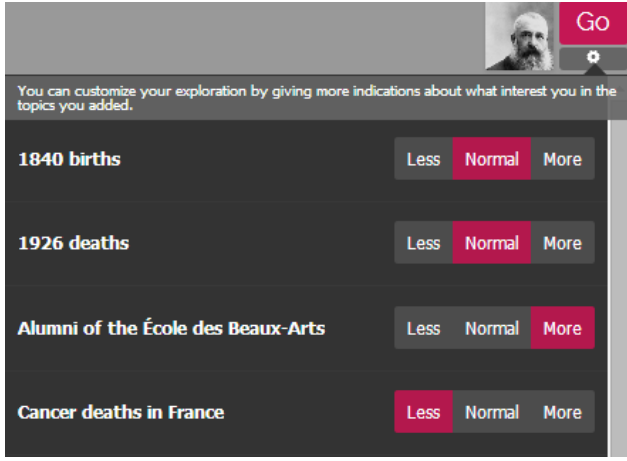 Go
You can customize your exploration by giving more indications about what interest you in the
topics you added.
1840 births Less Normal More
1926 deaths Less Normal More
Alumni of the École des Beaux-Arts Less Normal More
Cancer deaths in France Less Normal More